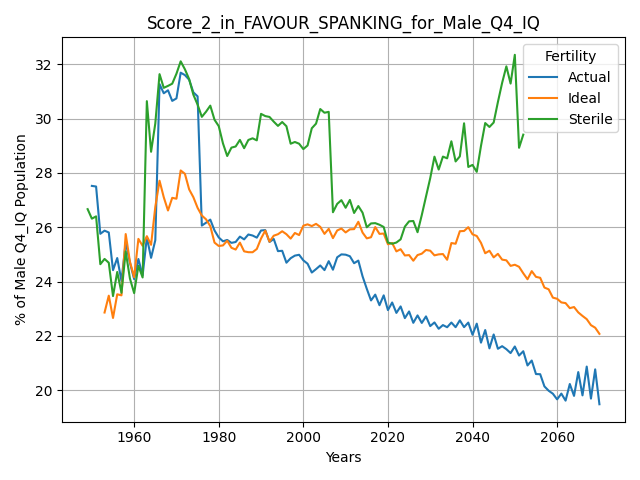 Score_2_in_FAVOUR_SPANKING_for_Male_Q4_IQ
Fertility
Actual
Ideal
Sterile
% of Male Q4_IQ Population
32
30
28
26
24
22
20
1960
1980
2000
2020
2040
2060
Years